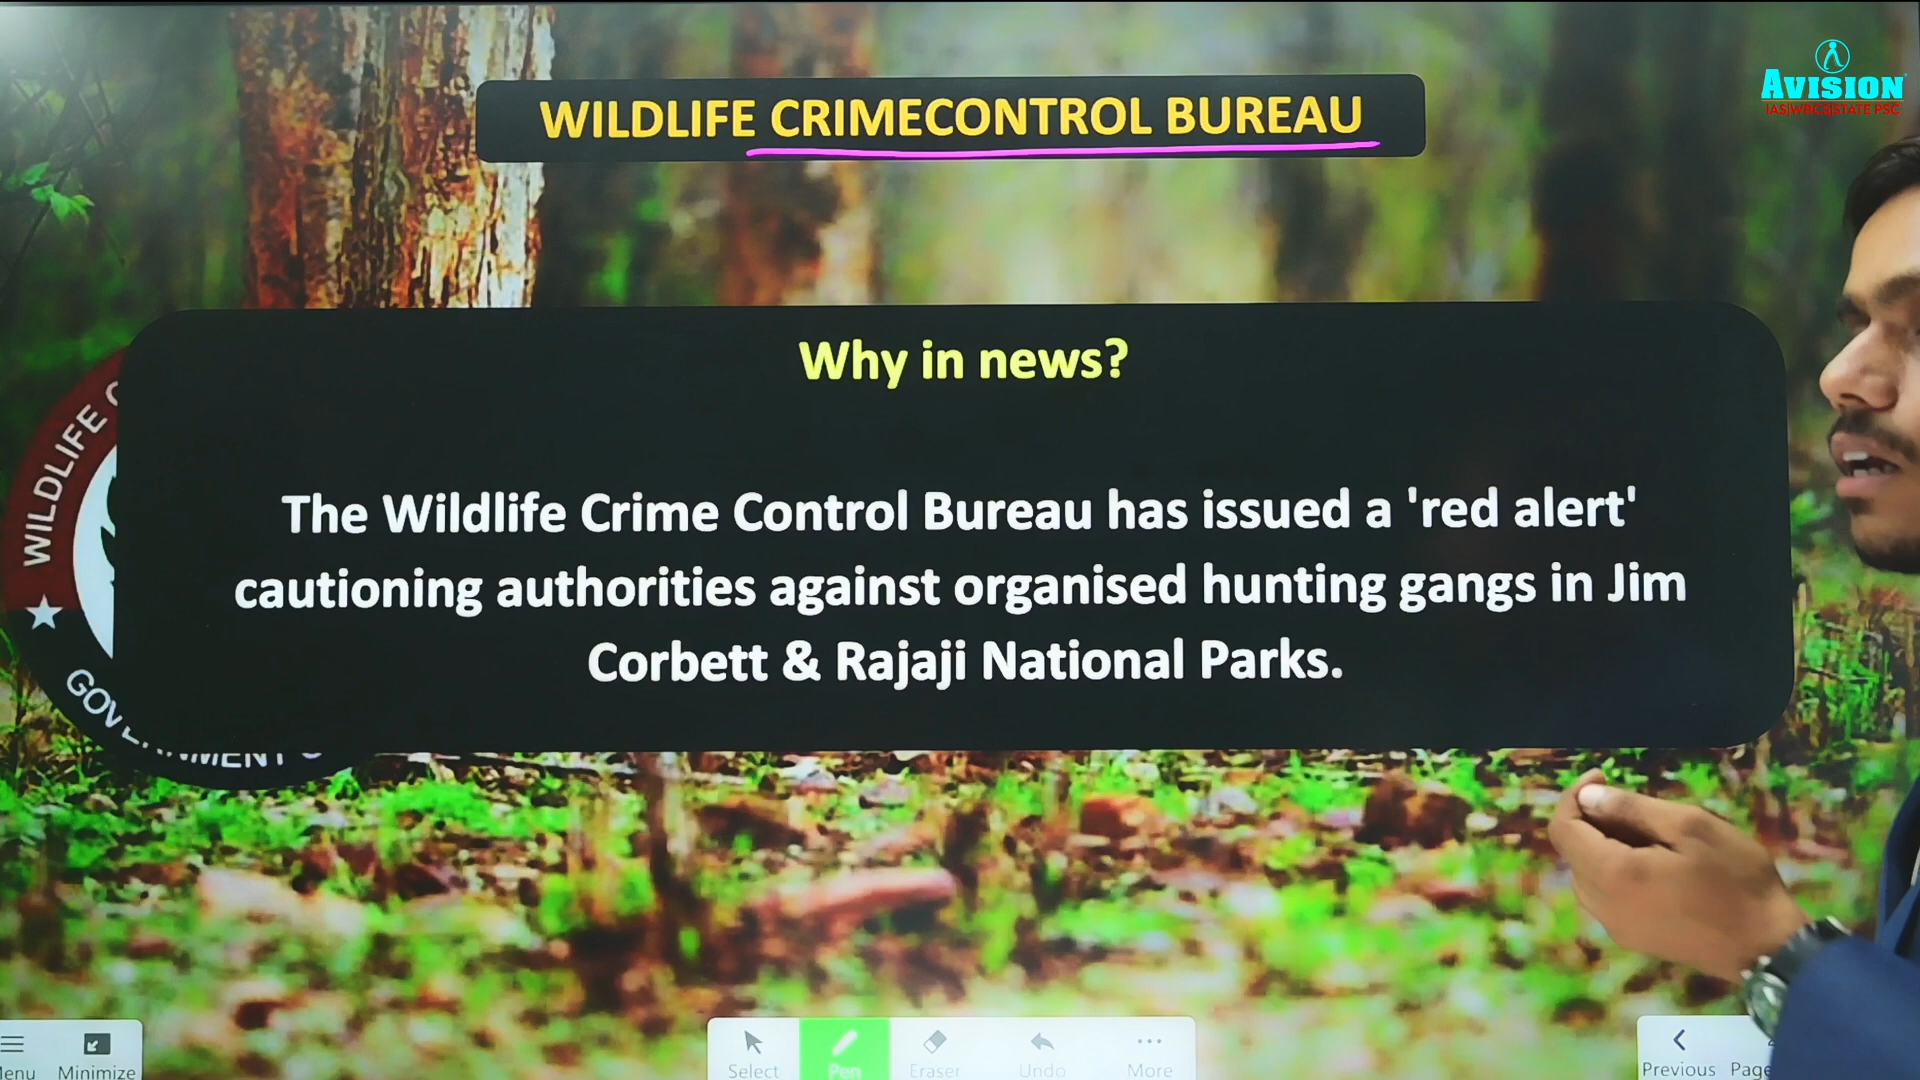 AVISION
IAS|WBCS|STATE PSC
WILDLIFE CRIMECONTROL BUREAU
Why in news?
The Wildlife Crime Control Bureau has issued a 'red alert'
cautioning authorities against organised hunting gangs in Jim
Corbett & Rajaji National Parks.
WILDLIFE
Minimize
Select
Pen
Eraser
Undo
More
Previous